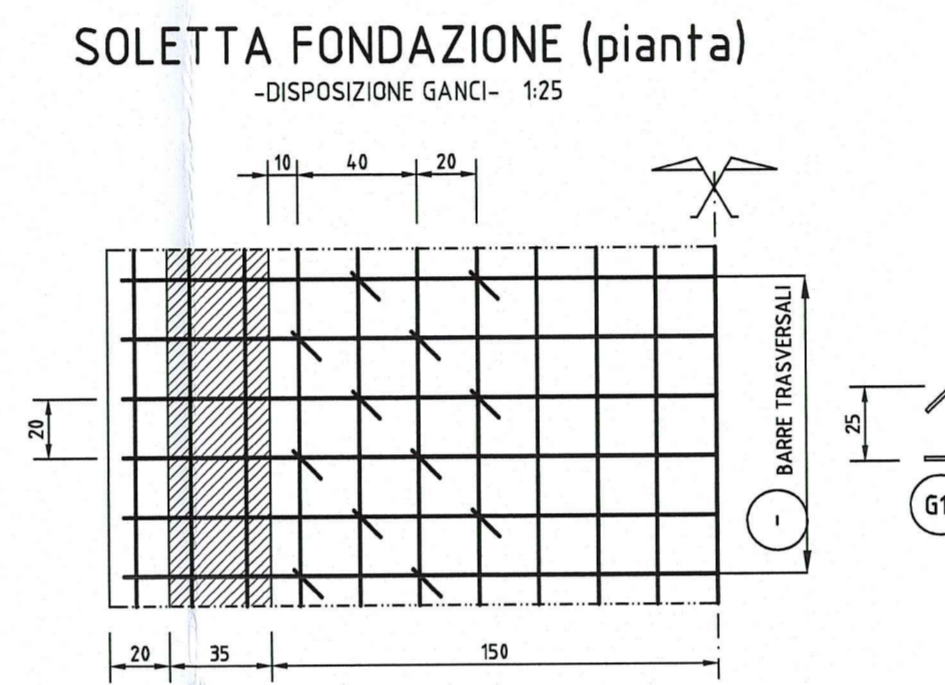 SOLETTA FONDAZIONE (pianta)
-DISPOSIZIONE GANCI- 1:25
10 40 20
BARRE TRASVERSALI
-
20
25
G1
20 35 150